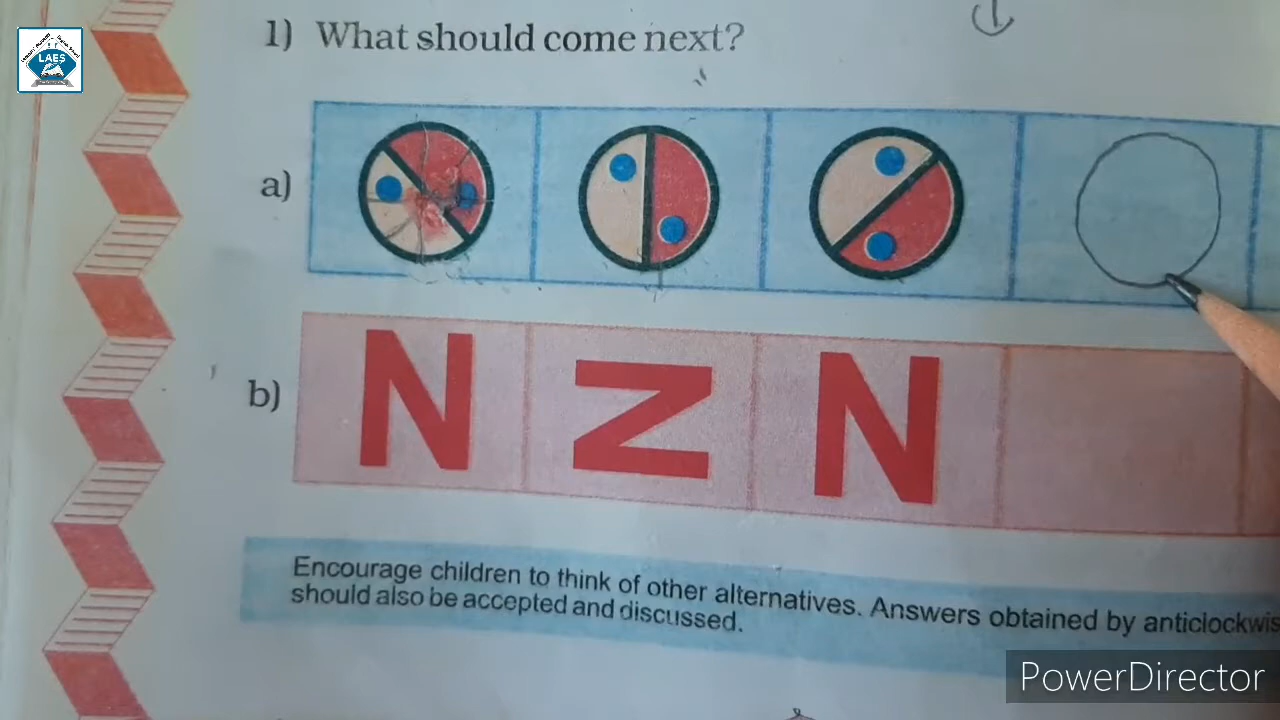 LAES
1) What should come next?
a)
b)
N Z N
Encourage children to think of other alternatives. Answers obtained by anticlockwis
should also be accepted and discussed.
PowerDirector